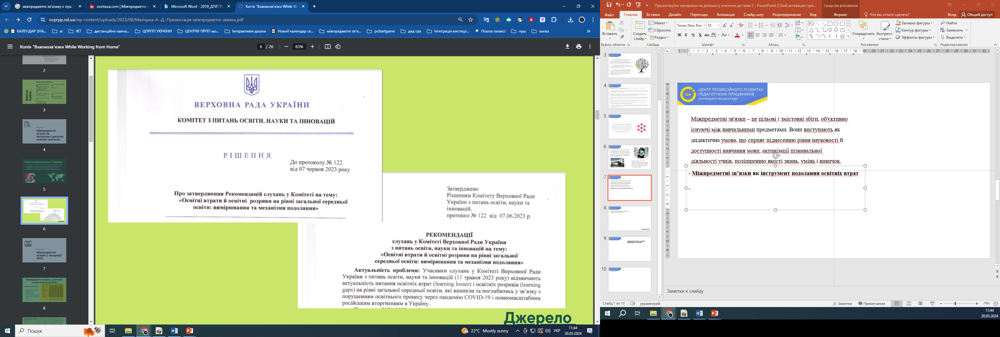 міжпредметні зв'язкиу є нуш -
osvitaua.com | Міжпредметні з
Microsoft Word - 2019_ДТіП ТЕ
Копія "Взаємозв'язки While Wo
ocprpp.od.ua/wp-content/uploads/2023/08/Маліцька-А.-Д.-Презентація-міжпредметні-звязки.pdf
КАЛЕНДАР ЗНА...
ai
ІКТ
дистанційне навча...
ЦПРПП УКРАЇНИ
ЦЕНТРИ ПРПП мо...
Інтерактивні дошки
Новий календар св...
міжпредметні зв'я...
pickartgame
дид гра
Інтеграція мистецт...
Пошта галаксі
нуш
канва
Копія "Взаємозв'язки While Working from Home"
6 / 26
83%
2
Webinar
Outline
3
Міжпредметні
зв'язки як
інструмент долання
освітніх прогалин
4
Освітні прогалини в Україні
5
6
Міжпредметні
зв'язки у концепції
НУШ
7
Міжпредметні зв'язки у контексті
компетентностей НУШ
8
ВЕРХОВНА РАДА УКРАЇНИ
КОМІТЕТ З ПИТАНЬ ОСВІТИ, НАУКИ ТА ІННОВАЦІЙ
РІШЕННЯ
До протоколу № 122
від 07 червня 2023 року
Про затвердження Рекомендацій слухань у Комітеті на тему:
«Освітні втрати й освітні розриви на рівні загальної середньої
освіти: вимірювання та механізми подолання»
Затверджено
Рішенням Комітету Верховної Ради
України з питань освіти, науки та
інновацій,
протокол № 122 від 07.06.2023 р.
РЕКОМЕНДАЦІЇ
слухань у Комітеті Верховної Ради України
з питань освіти, науки та інновацій на тему:
«Освітні втрати й освітні розриви на рівні загальної
середньої освіти: вимірювання та механізми подолання»
Актуальність проблеми: Учасники слухань у Комітеті Верховної Ради
України з питань освіти, науки та інновацій (11 травня 2023 року) відзначають
актуальність питання освітніх втрат (learning losses) і освітніх розривів (learning
gaps) на рівні загальної середньої освіти, які виникли та поглибились у зв'язку з
порушенням освітнього процесу через пандемію COVID-19 і повномасштабним
російським вторгненням в Україну.
Джерело
Пошук
22°C Mostly sunny
УКР
11:44
20.05.2024
Презентаційні матеріали на допомогу вчителю до теми 2 - PowerPoint (Сбой активации про...
Средства рисования
Файл
Главная
Вставка
Дизайн
Переходы
Анимация
Слайд-шоу
Рецензирование
Вид
Формат
Что вы хотите сделать?
Вход
Общий доступ
Вставить
Буфер обмена
Создать
слайд
Макет
Сбросить
Раздел
Слайды
Times New Ror
18
Ж К Ч S abc AV Aa А
Шрифт
Абзац
Упорядочить
Экспресс-
стили
Заливка фигуры
Контур фигуры
Эффекты фигуры
Рисование
Найти
Заменить
Выделить
Редактирование
3
4
5
6
7
8
9
10
ЦЕНТР ПРОФЕСІЙНОГО РОЗВИТКУ
ПЕДАГОГІЧНИХ ПРАЦІВНИКІВ
ВІННИЦЬКОЇ МІСЬКОЇ РАДИ
Це
Міжпредметні зв'язки – це цільові і змістовні збіги, об'єктивно
існуючі між навчальними предметами. Вони виступають як
дидактична умова, що сприяє піднесенню рівня науковості й
доступності навчання мови, активізації пізнавальної
діяльності учнів, поліпшенню якості знань, умінь і навичок.
- Міжпредметні зв’язки як інструмент подолання освітніх втрат
-
Заметки к слайду
Слайд 7 из 10
украинский
Заметки
Примечания
79%
11:44
20.05.2024